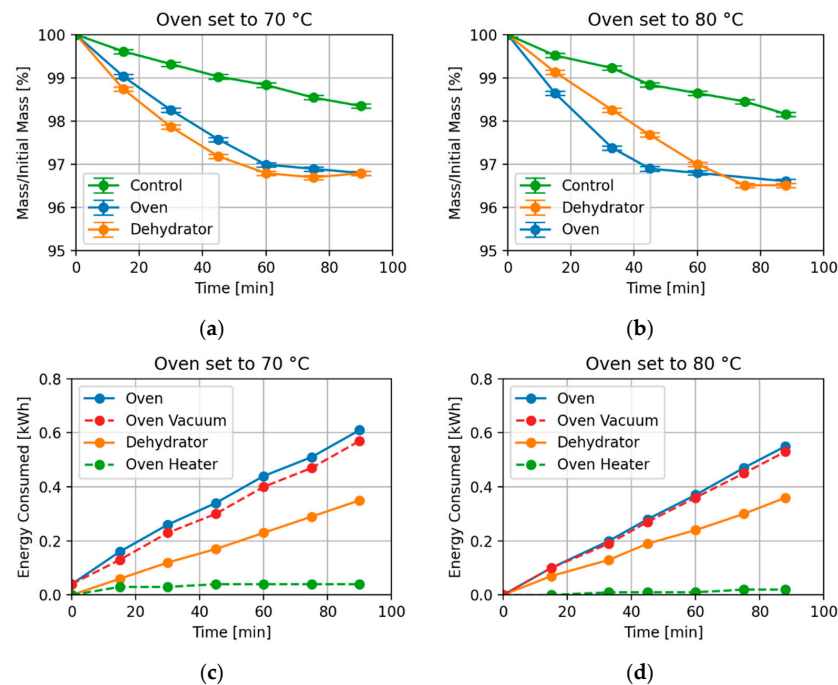 Oven set to 70 °C
Mass/Initial Mass [%]
100
99
98
97
96
95
Control
Oven
Dehydrator
0
20
40
60
80
100
Time [min]
(a)
Oven set to 80 °C
Mass/Initial Mass [%]
100
99
98
97
96
95
Control
Dehydrator
Oven
0
20
40
60
80
100
Time [min]
(b)
Oven set to 70 °C
Energy Consumed [kWh]
0.8
0.6
0.4
0.2
0.0
Oven
Oven Vacuum
Dehydrator
Oven Heater
0
20
40
60
80
100
Time [min]
(c)
Oven set to 80 °C
Energy Consumed [kWh]
0.8
0.6
0.4
0.2
0.0
Oven
Oven Vacuum
Dehydrator
Oven Heater
0
20
40
60
80
100
Time [min]
(d)